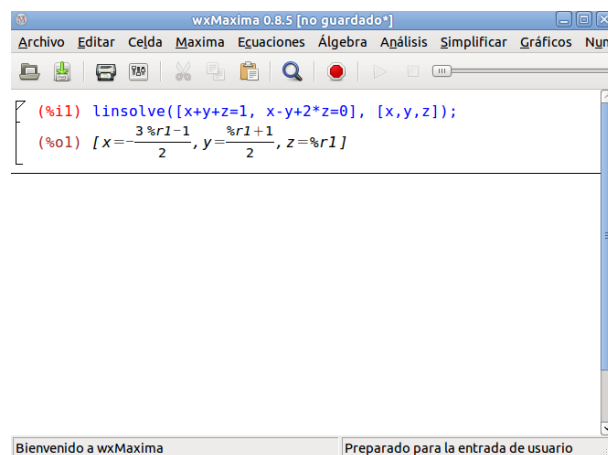 wxMaxima 0.8.5 [no guardado*]
Archivo Editar Celda Maxima Ecuaciones Álgebra Análisis Simplificar Gráficos Num
(%i1) linsolve([x+y+z=1, x-y+2*z=0], [x,y,z]);
(%o1) [x=-(3 %r1-1)/2, y=(%r1+1)/2, z=%r1]
Bienvenido a wxMaxima
Preparado para la entrada de usuario